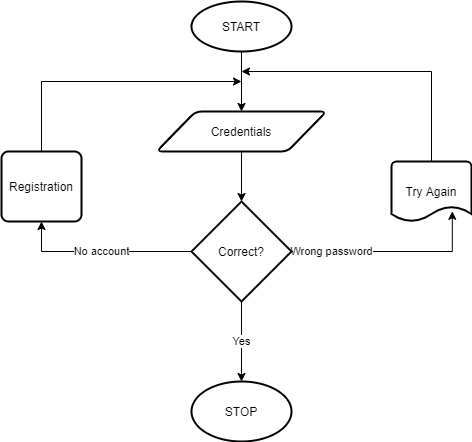 START
Credentials
Registration
Try Again
No account
Correct?
Wrong password
Yes
STOP